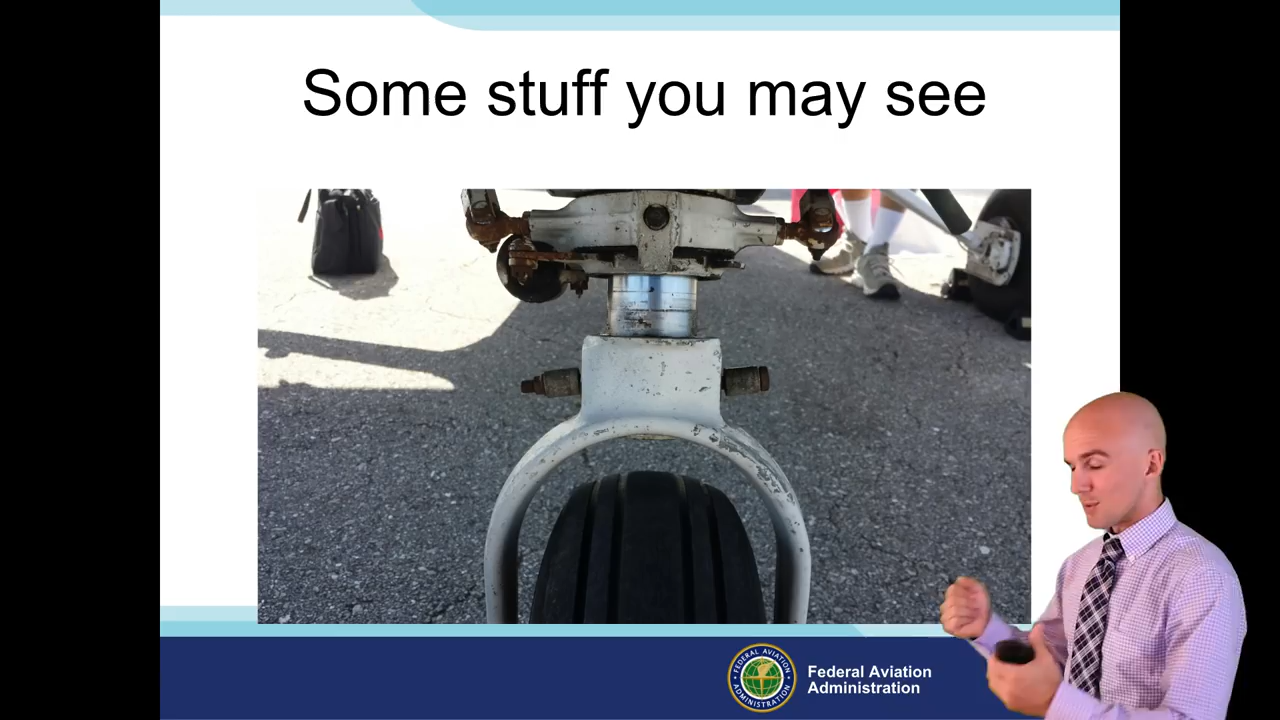 Some stuff you may see
FEDERAL AVIATION
ADMINISTRATION
Federal Aviation
Administration